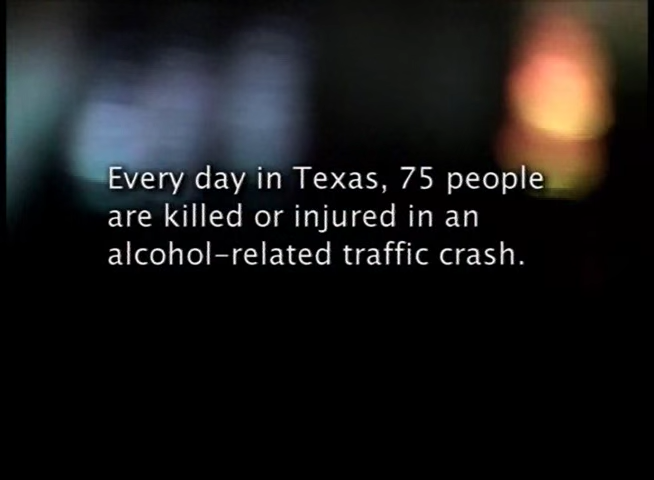 Every day in Texas, 75 people
are killed or injured in an
alcohol-related traffic crash.